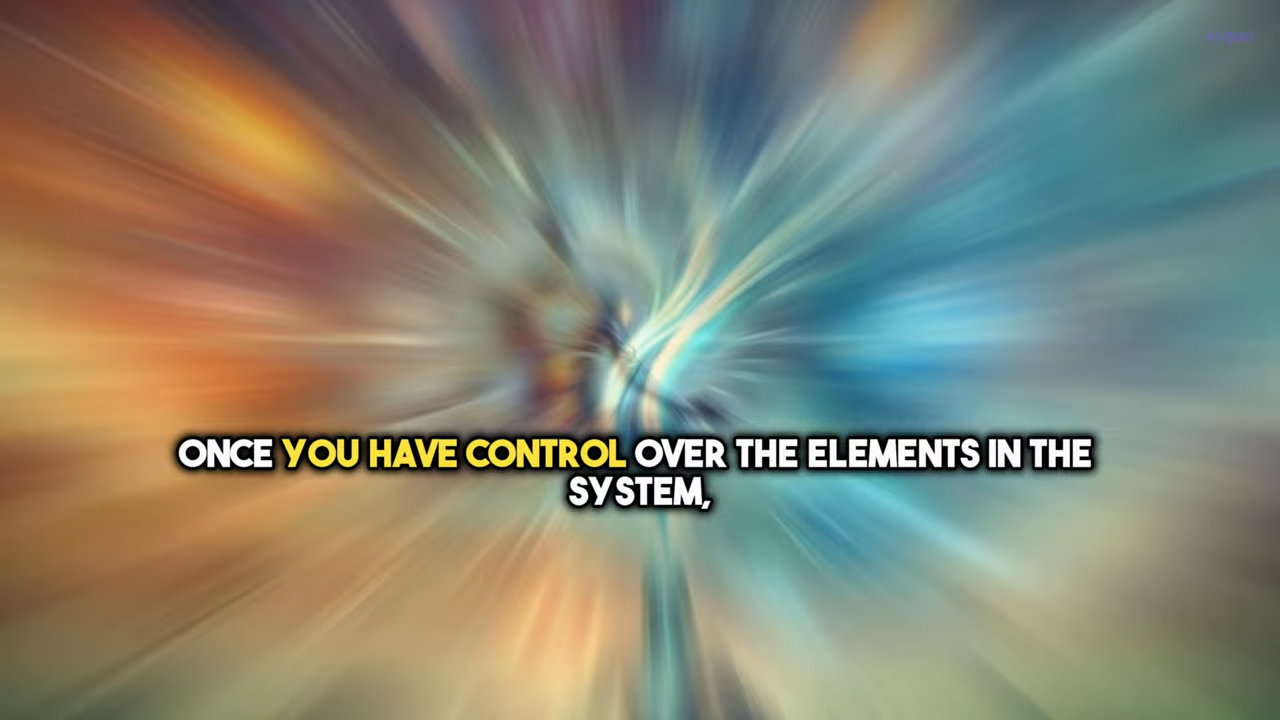 ONCE YOU HAVE CONTROL OVER THE ELEMENTS IN THE
SYSTEM,